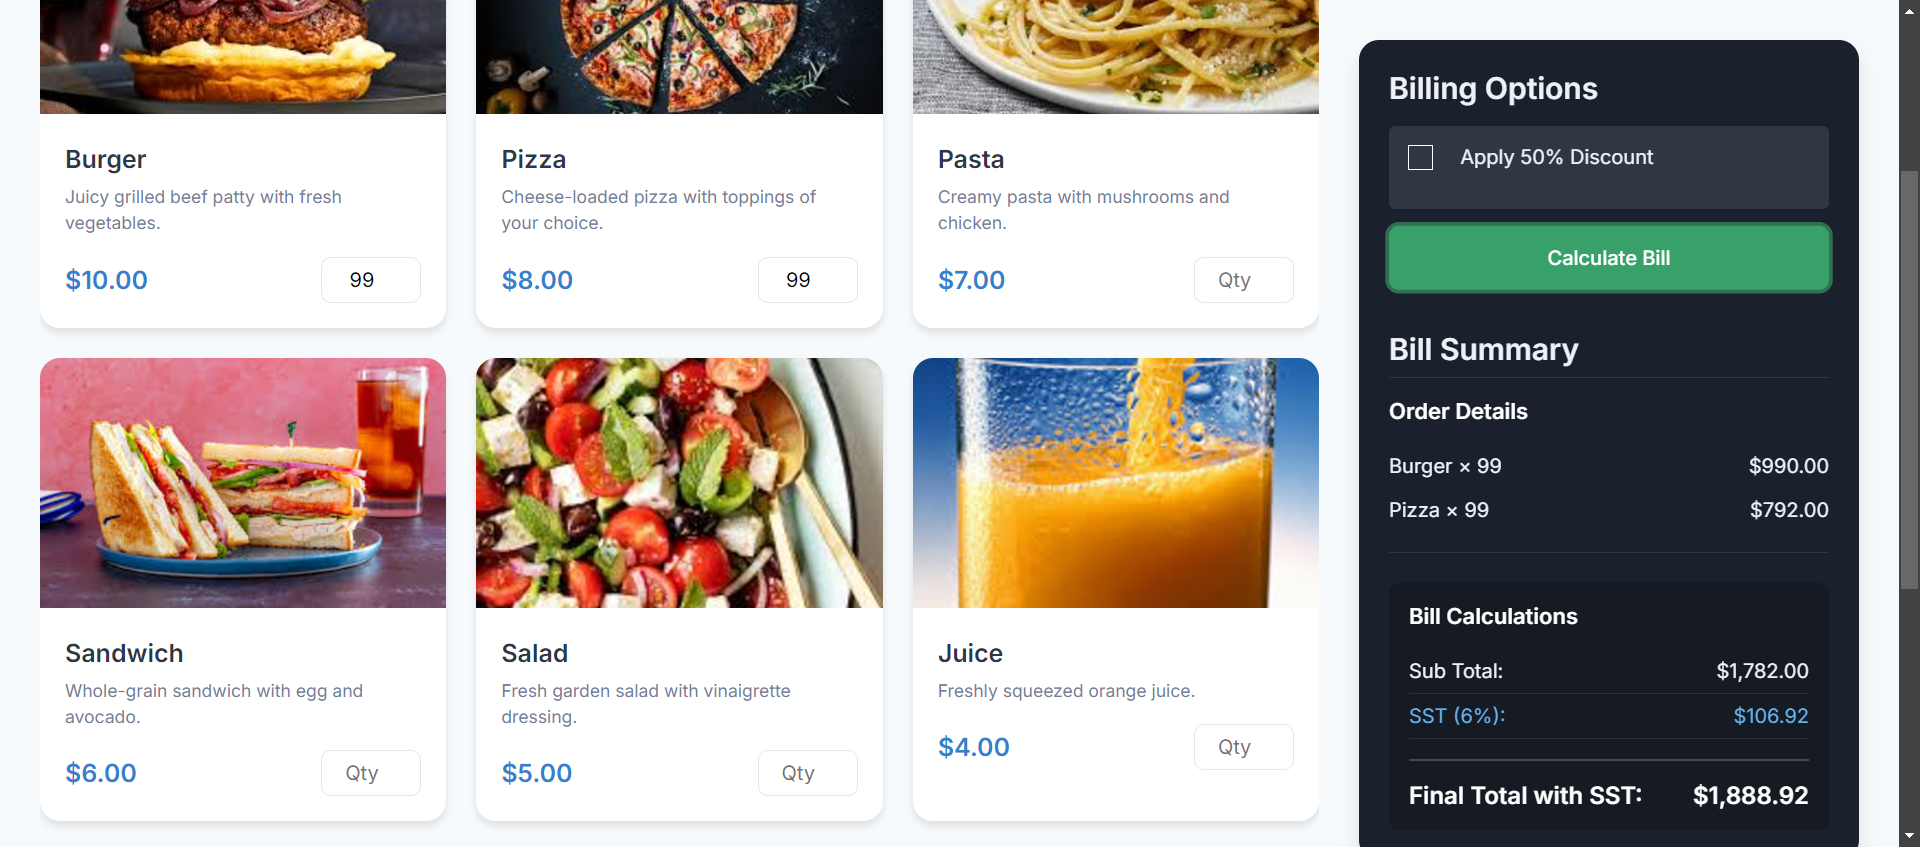 Burger
Juicy grilled beef patty with fresh
vegetables.
$10.00
99
Pizza
Cheese-loaded pizza with toppings of
your choice.
$8.00
99
Pasta
Creamy pasta with mushrooms and
chicken.
$7.00
Qty
Sandwich
Whole-grain sandwich with egg and
avocado.
$6.00
Qty
Salad
Fresh garden salad with vinaigrette
dressing.
$5.00
Qty
Juice
Freshly squeezed orange juice.
$4.00
Qty
Billing Options
Apply 50% Discount
Calculate Bill
Bill Summary
Order Details
Burger × 99 $990.00
Pizza × 99 $792.00
Bill Calculations
Sub Total: $1,782.00
SST (6%): $106.92
Final Total with SST: $1,888.92